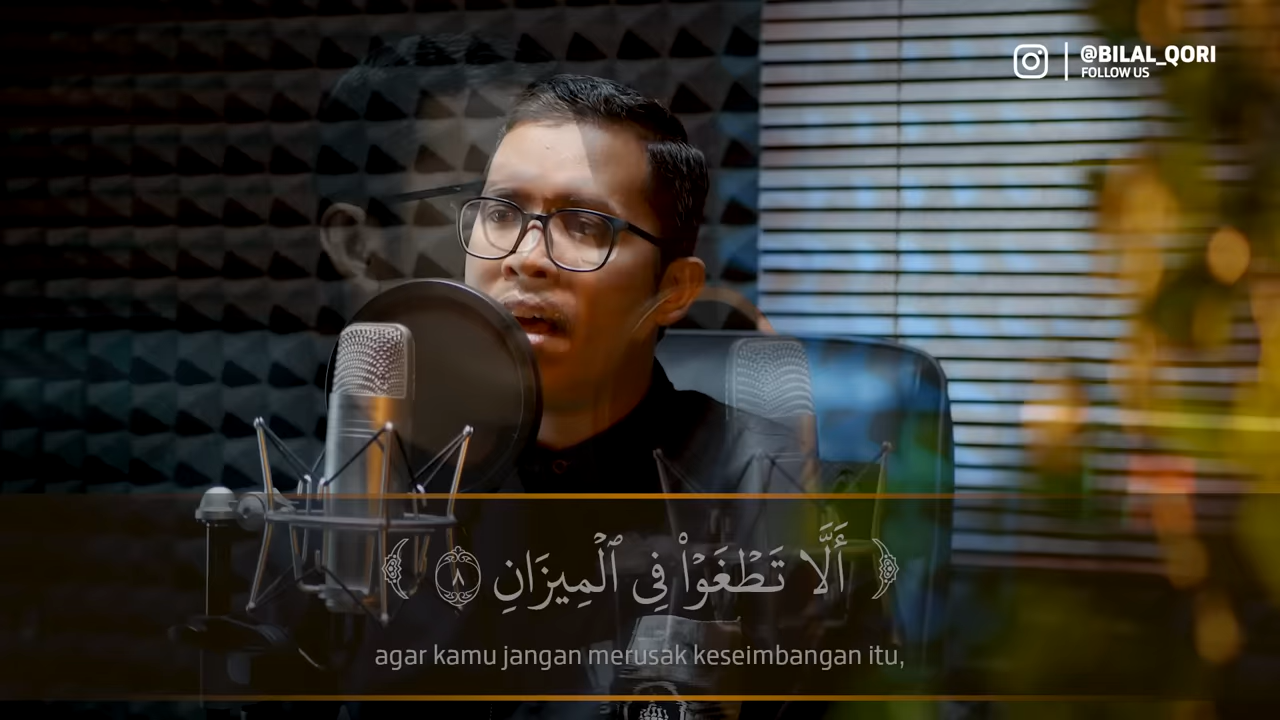 @BILAL_QORI
FOLLOW US
﴿ أَلَّا تَطْغَوْا۟ فِى ٱلْمِيزَانِ ٨ ﴾
agar kamu jangan merusak keseimbangan itu,